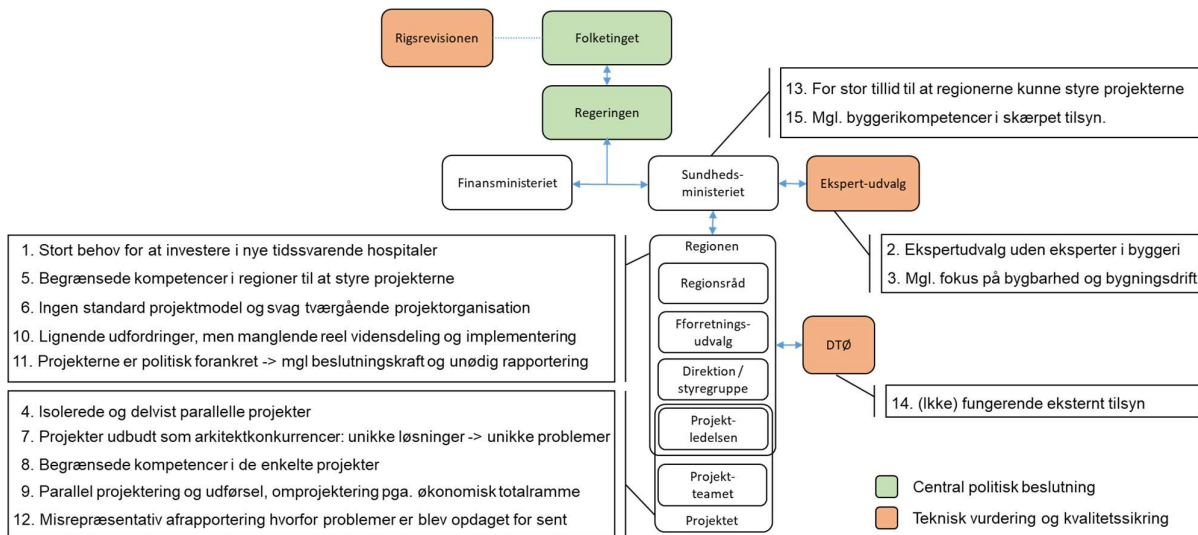 Rigsrevisionen
Folketinget
Regeringen
13. For stor tillid til at regionerne kunne styre projekterne
15. Mgl. byggerikompetencer i skærpet tilsyn.
Finansministeriet
Sundheds-
ministeriet
Ekspert-udvalg
1. Stort behov for at investere i nye tidssvarende hospitaler
5. Begrænsede kompetencer i regioner til at styre projekterne
6. Ingen standard projektmodel og svag tværgående projektorganisation
10. Lignende udfordringer, men manglende reel vidensdeling og implementering
11. Projekterne er politisk forankret -> mgl beslutningskraft og unødig rapportering
2. Ekspertudvalg uden eksperter i byggeri
3. Mgl. fokus på bygbarhed og bygningsdrift
Regionen
Regionsråd
Fforretnings-
udvalg
Direktion /
styregruppe
Projekt-
ledelsen
Projekt-
teamet
Projektet
DTØ
14. (Ikke) fungerende eksternt tilsyn
4. Isolerede og delvist parallelle projekter
7. Projekter udbudt som arkitektkonkurrencer: unikke løsninger -> unikke problemer
8. Begrænsede kompetencer i de enkelte projekter
9. Parallel projektering og udførsel, omprojektering pga. økonomisk totalramme
12. Misrepræsentativ afrapportering hvorfor problemer er blev opdaget for sent
Central politisk beslutning
Teknisk vurdering og kvalitetssikring